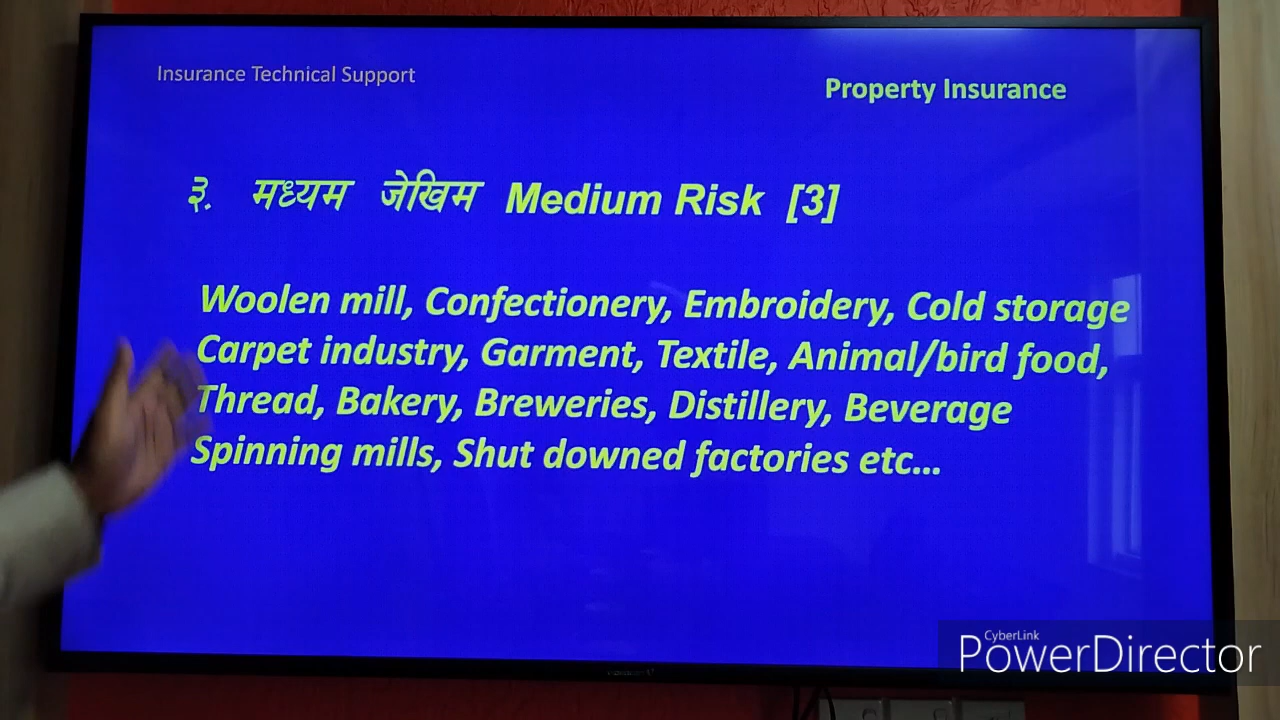 Insurance Technical Support
Property Insurance
३. मध्यम जेखिम Medium Risk [3]
Woolen mill, Confectionery, Embroidery, Cold storage
Carpet industry, Garment, Textile, Animal/bird food,
Thread, Bakery, Breweries, Distillery, Beverage
Spinning mills, Shut downed factories etc...
CyberLink
PowerDirector